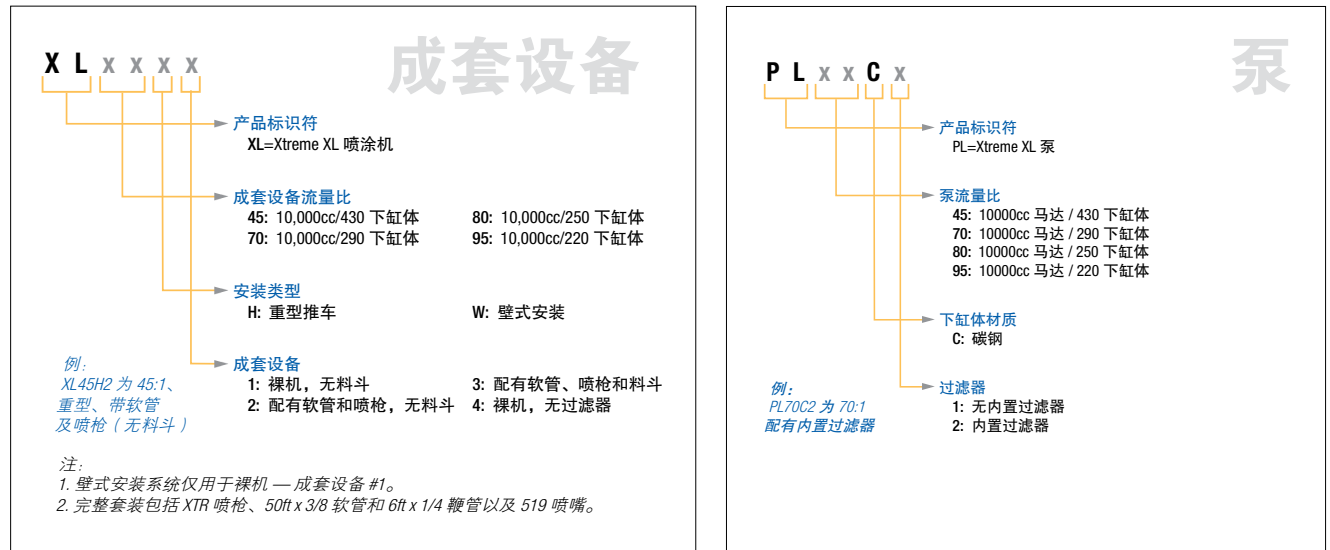 成套设备
X L x x x x
产品标识符
XL=Xtreme XL 喷涂机
成套设备流量比
45: 10,000cc/430 下缸体 80: 10,000cc/250 下缸体
70: 10,000cc/290 下缸体 95: 10,000cc/220 下缸体
安装类型
H: 重型推车 W: 壁式安装
成套设备
1: 裸机，无料斗 3: 配有软管、喷枪和料斗
2: 配有软管和喷枪，无料斗 4: 裸机，无过滤器
例：
XL45H2 为 45:1、
重型、带软管
及喷枪（无料斗）
注：
1. 壁式安装系统仅用于裸机 — 成套设备 #1。
2. 完整套装包括 XTR 喷枪、50ft x 3/8 软管和 6ft x 1/4 鞭管以及 519 喷嘴。
泵
P L x x C x
产品标识符
PL=Xtreme XL 泵
泵流量比
45: 10000cc 马达 / 430 下缸体
70: 10000cc 马达 / 290 下缸体
80: 10000cc 马达 / 250 下缸体
95: 10000cc 马达 / 220 下缸体
下缸体材质
C: 碳钢
过滤器
1: 无内置过滤器
2: 内置过滤器
例：
PL70C2 为 70:1
配有内置过滤器